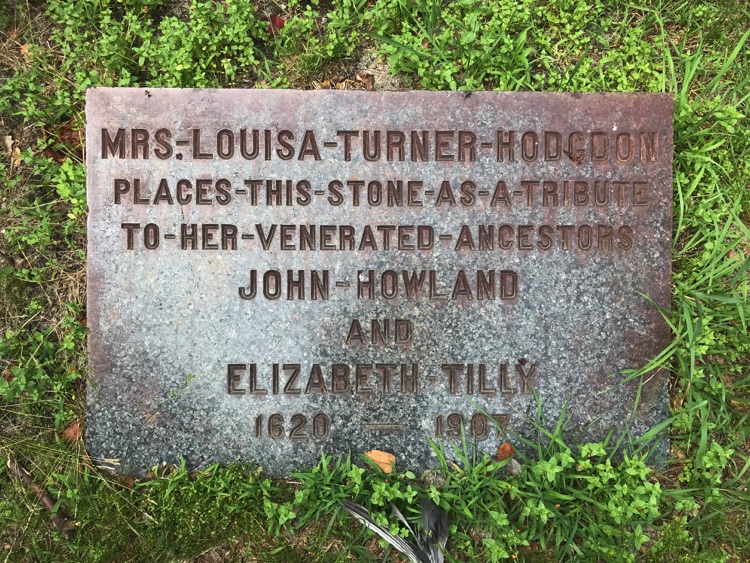 MRS.-LOUISA-TURNER-HODGDON
PLACES-THIS-STONE-AS-A-TRIBUTE
TO-HER-VENERATED-ANCESTORS
JOHN-HOWLAND
AND
ELIZABETH-TILLY
1620 — 1907